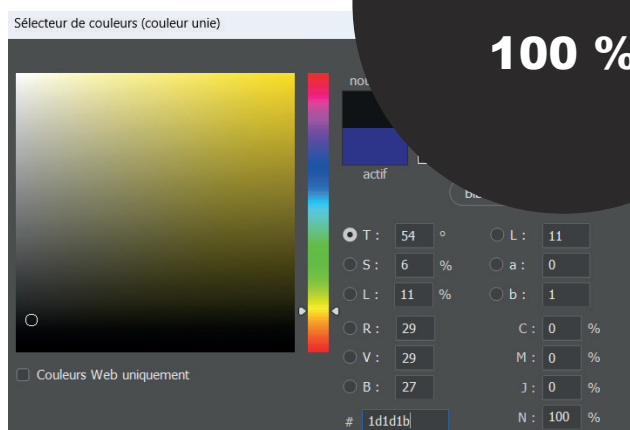 Sélecteur de couleurs (couleur unie)
100 %
actif
T : 54 ° L : 11
S : 6 % a : 0
L : 11 % b : 1
R : 29 C : 0 %
V : 29 M : 0 %
B : 27 J : 0 %
# 1d1d1b N : 100 %
Couleurs Web uniquement